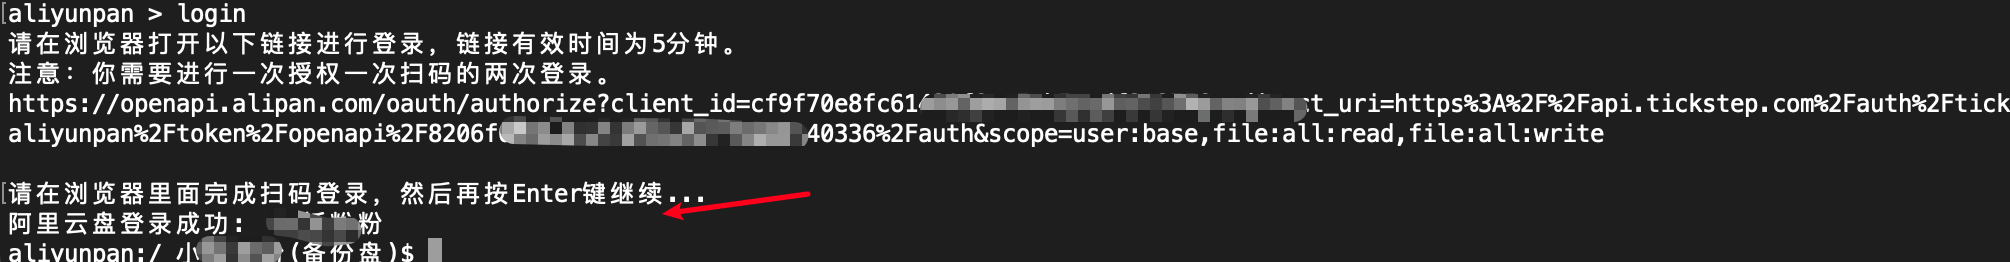 aliyunpan > login
请在浏览器打开以下链接进行登录，链接有效时间为5分钟。
注意：你需要进行一次授权一次扫码的两次登录。
https://openapi.alipan.com/oauth/authorize?client_id=cf9f70e8fc61 ct_uri=https%3A%2F%2Fapi.tickstep.com%2Fauth%2Ftick
aliyunpan%2Ftoken%2Fopenapi%2F8206f 40336%2Fauth&scope=user:base,file:all:read,file:all:write
请在浏览器里面完成扫码登录，然后再按Enter键继续...
阿里云盘登录成功： 粉
aliyunpan:/ 小 (备份盘)$